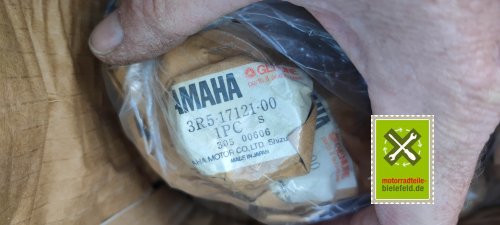 YAMAHA
3R5-17121-00
1PC S
305 00606
MOTOR CO., LTD.
MADE IN JAPAN
motorradteile-
bielefeld.de